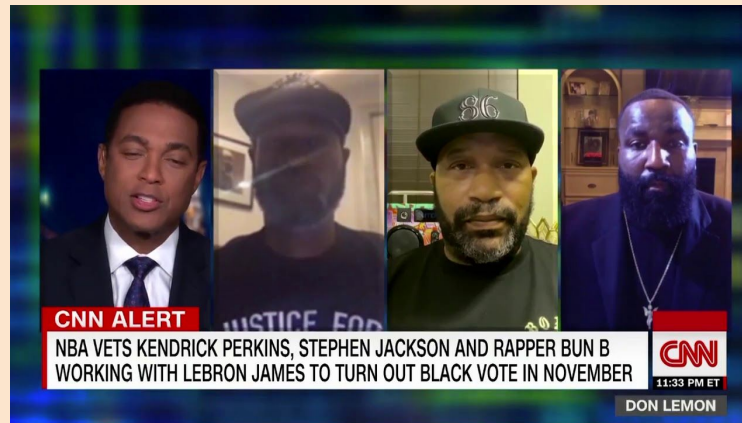 86
JUSTICE FOR
CNN ALERT
NBA VETS KENDRICK PERKINS, STEPHEN JACKSON AND RAPPER BUN B
WORKING WITH LEBRON JAMES TO TURN OUT BLACK VOTE IN NOVEMBER
CNN
11:33 PM ET
DON LEMON